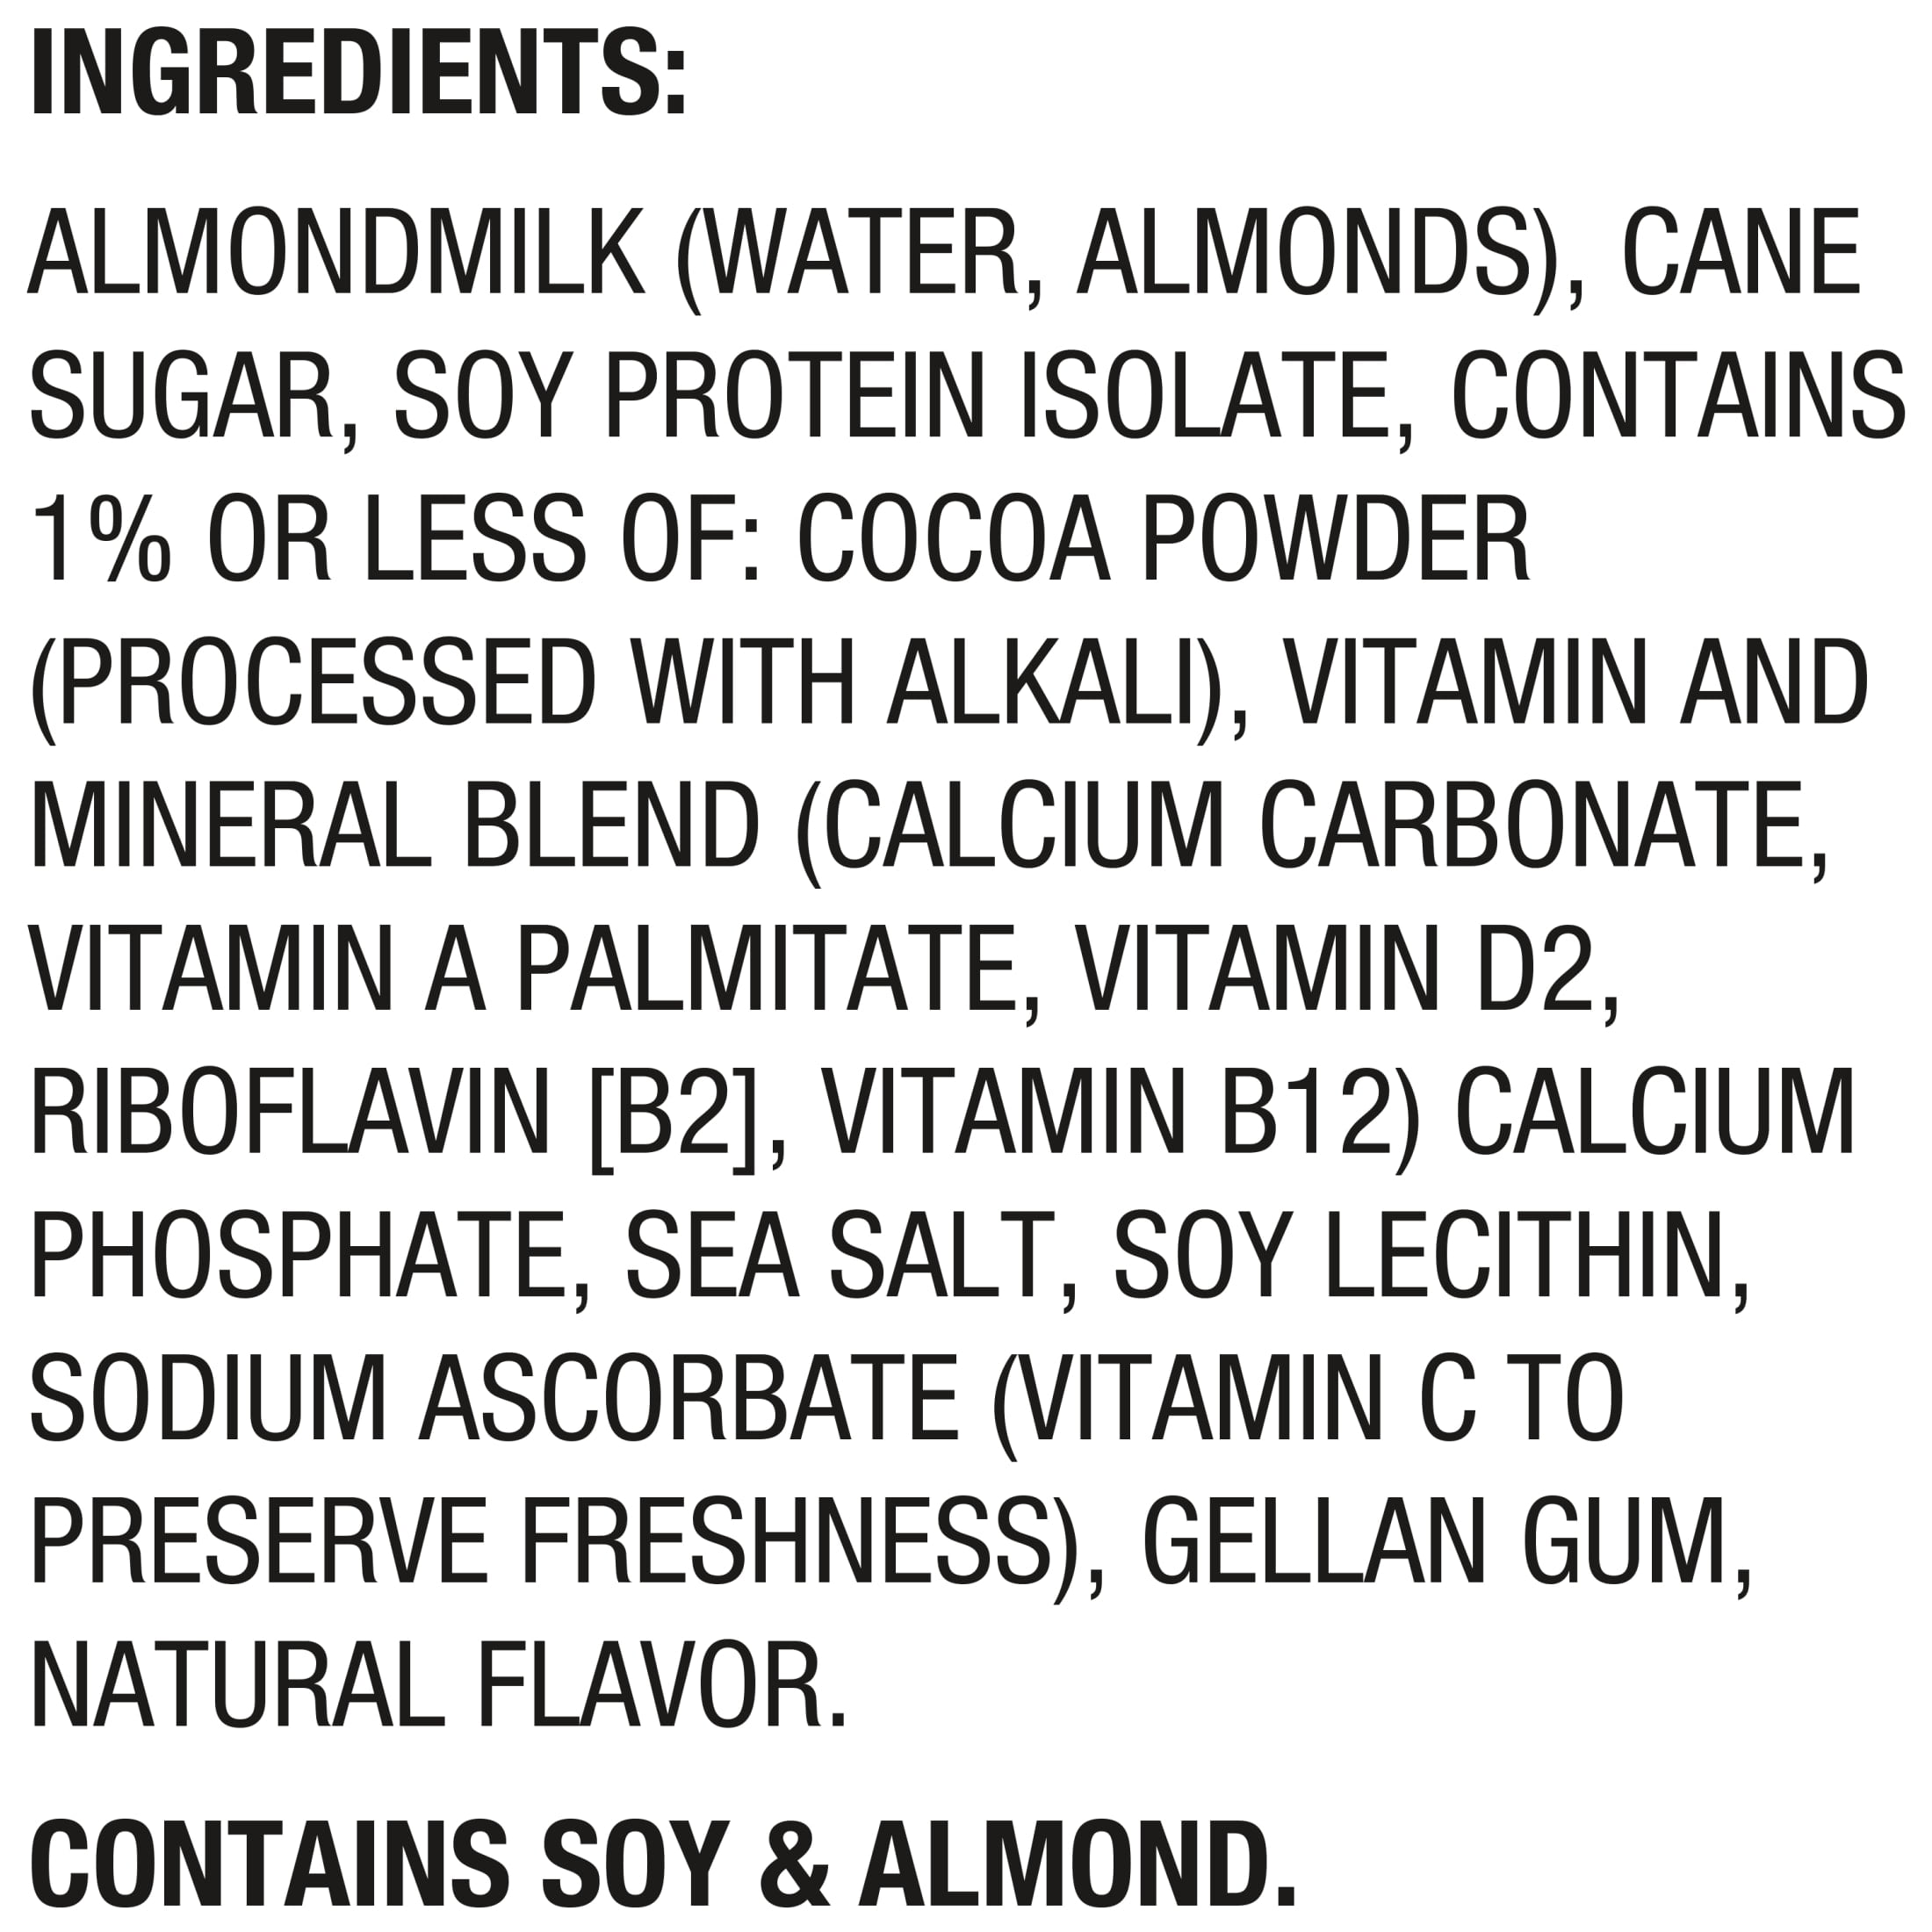 INGREDIENTS:
ALMONDMILK (WATER, ALMONDS), CANE
SUGAR, SOY PROTEIN ISOLATE, CONTAINS
1% OR LESS OF: COCOA POWDER
(PROCESSED WITH ALKALI), VITAMIN AND
MINERAL BLEND (CALCIUM CARBONATE,
VITAMIN A PALMITATE, VITAMIN D2,
RIBOFLAVIN [B2], VITAMIN B12) CALCIUM
PHOSPHATE, SEA SALT, SOY LECITHIN,
SODIUM ASCORBATE (VITAMIN C TO
PRESERVE FRESHNESS), GELLAN GUM,
NATURAL FLAVOR.
CONTAINS SOY & ALMOND.